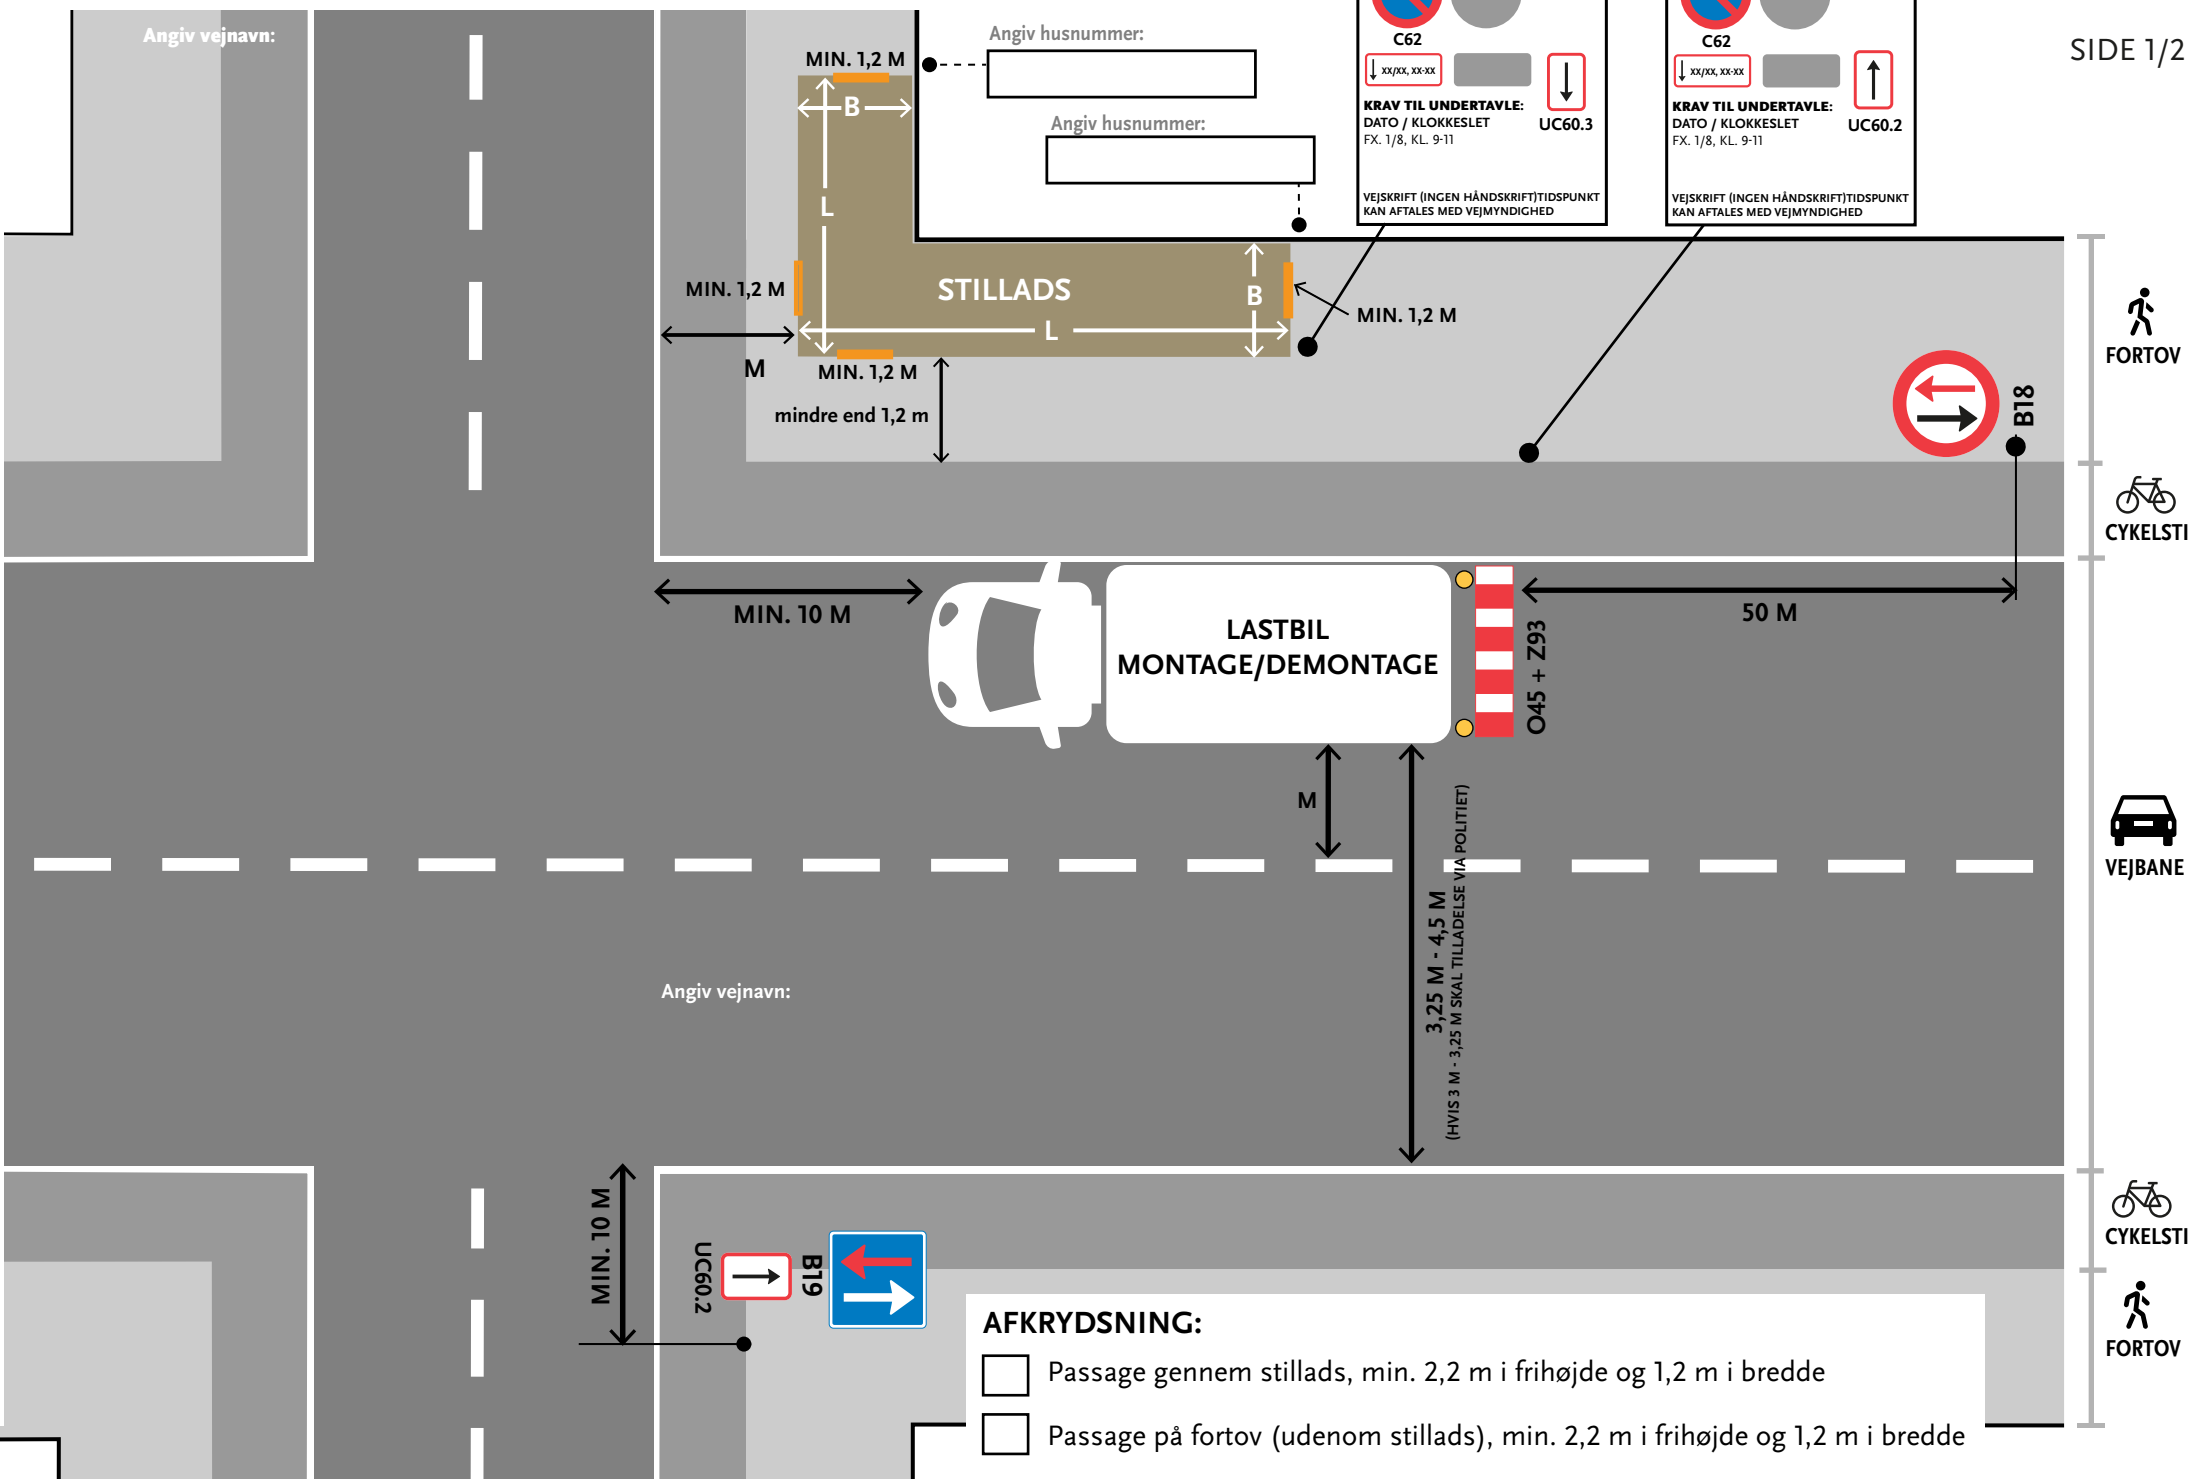 Angiv vejnavn:
MIN. 1,2 M
Angiv husnummer:
Angiv husnummer:
C62
xx/xx, xx-xx
KRAV TIL UNDERTAVLE:
DATO / KLOKKESLET
FX. 1/8, KL. 9-11
UC60.3
VEJSKRIFT (INGEN HÅNDSKRIFT)TIDSPUNKT
KAN AFTALES MED VEJMYNDIGHED
C62
xx/xx, xx-xx
KRAV TIL UNDERTAVLE:
DATO / KLOKKESLET
FX. 1/8, KL. 9-11
UC60.2
VEJSKRIFT (INGEN HÅNDSKRIFT)TIDSPUNKT
KAN AFTALES MED VEJMYNDIGHED
SIDE 1/2
B
L
MIN. 1,2 M
STILLADS
B
L
MIN. 1,2 M
M
MIN. 1,2 M
mindre end 1,2 m
FORTOV
B18
CYKELSTI
MIN. 10 M
LASTBIL
MONTAGE/DEMONTAGE
O45 + Z93
50 M
M
3,25 M - 4,5 M
(HVIS 3 M - 3,25 M SKAL TILLADELSE VIA POLITIET)
VEJBANE
Angiv vejnavn:
MIN. 10 M
UC60.2
B19
CYKELSTI
FORTOV
AFKRYDSNING:
Passage gennem stillads, min. 2,2 m i frihøjde og 1,2 m i bredde
Passage på fortov (udenom stillads), min. 2,2 m i frihøjde og 1,2 m i bredde